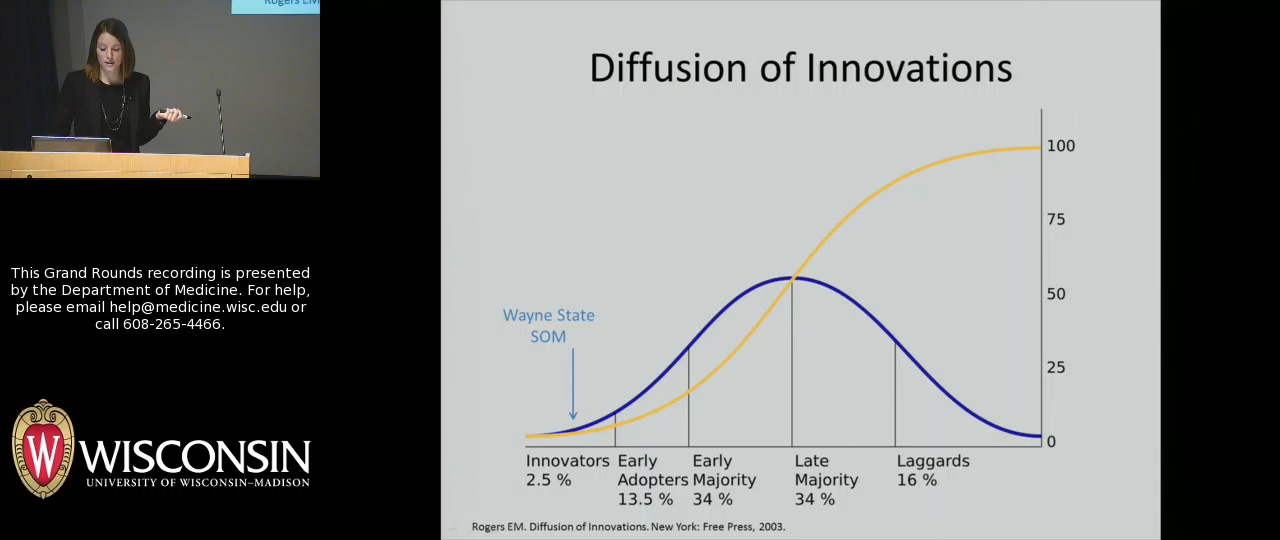 Rogers EM.
This Grand Rounds recording is presented
by the Department of Medicine. For help,
please email help@medicine.wisc.edu or
call 608-265-4466.
W
WISCONSIN
UNIVERSITY OF WISCONSIN–MADISON
Diffusion of Innovations
100
75
50
25
0
Wayne State
SOM
Innovators
2.5 %
Early
Adopters
13.5 %
Early
Majority
34 %
Late
Majority
34 %
Laggards
16 %
Rogers EM. Diffusion of Innovations. New York: Free Press, 2003.